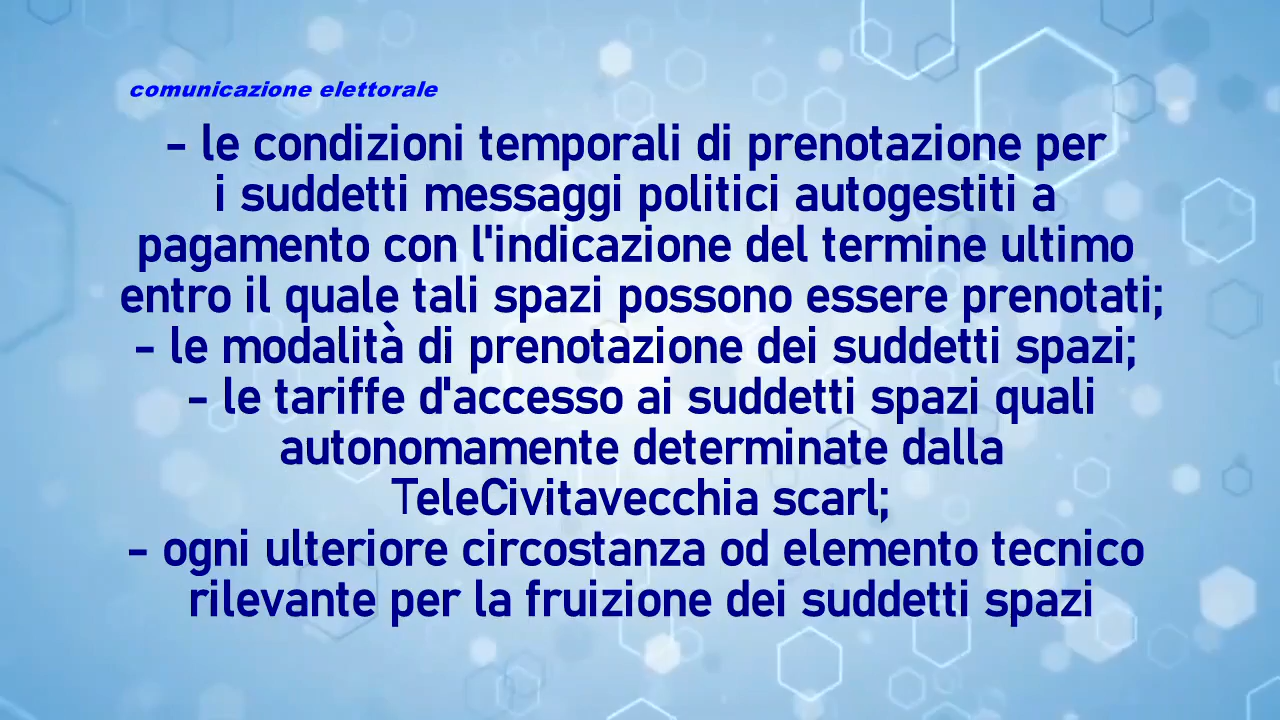 comunicazione elettorale
- le condizioni temporali di prenotazione per
i suddetti messaggi politici autogestiti a
pagamento con l'indicazione del termine ultimo
entro il quale tali spazi possono essere prenotati;
- le modalità di prenotazione dei suddetti spazi;
- le tariffe d'accesso ai suddetti spazi quali
autonomamente determinate dalla
TeleCivitavecchia scarl;
- ogni ulteriore circostanza od elemento tecnico
rilevante per la fruizione dei suddetti spazi